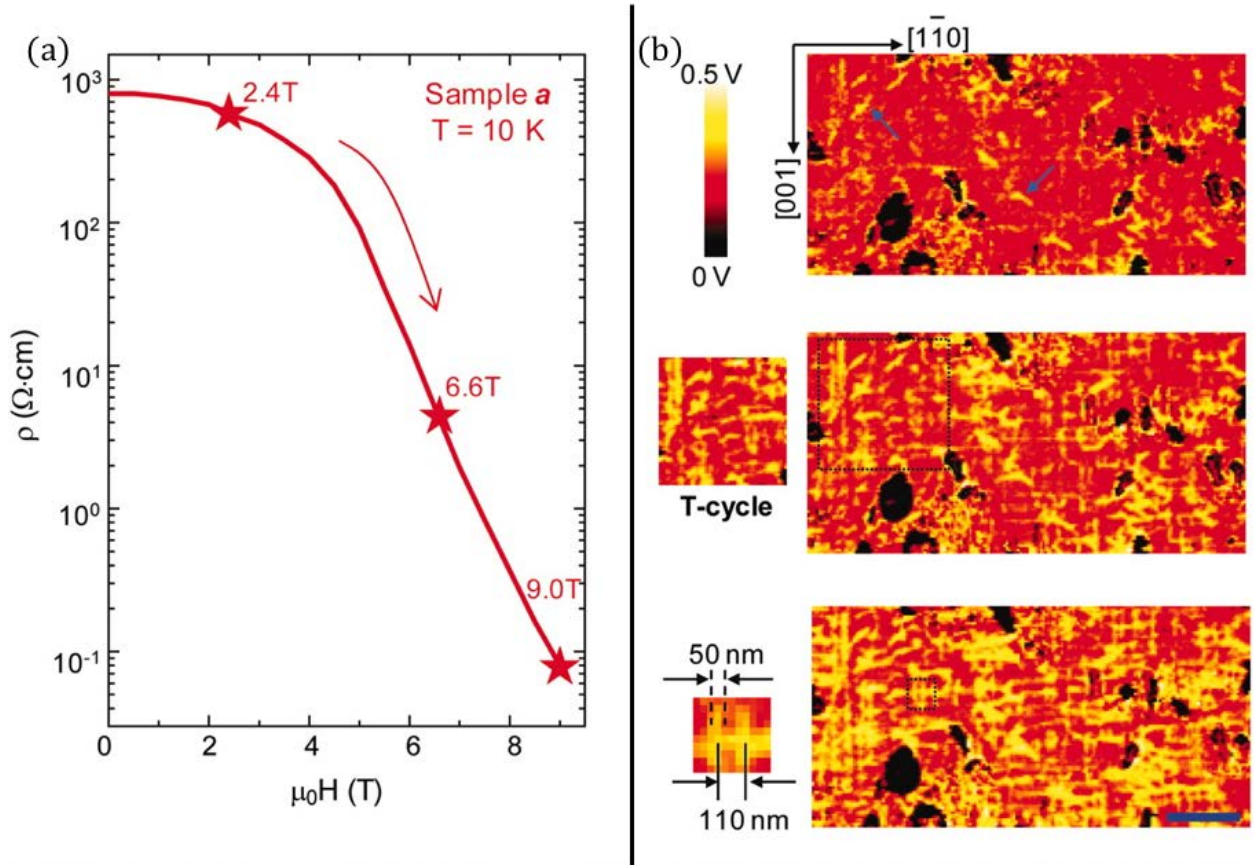 (a)
10³
10²
10¹
10⁰
10⁻¹
ρ (Ω·cm)
2.4T
Sample a
T = 10 K
6.6T
9.0T
0 2 4 6 8
μ₀H (T)
(b)
0.5 V
0 V
[11̅0]
[001]
T-cycle
50 nm
110 nm